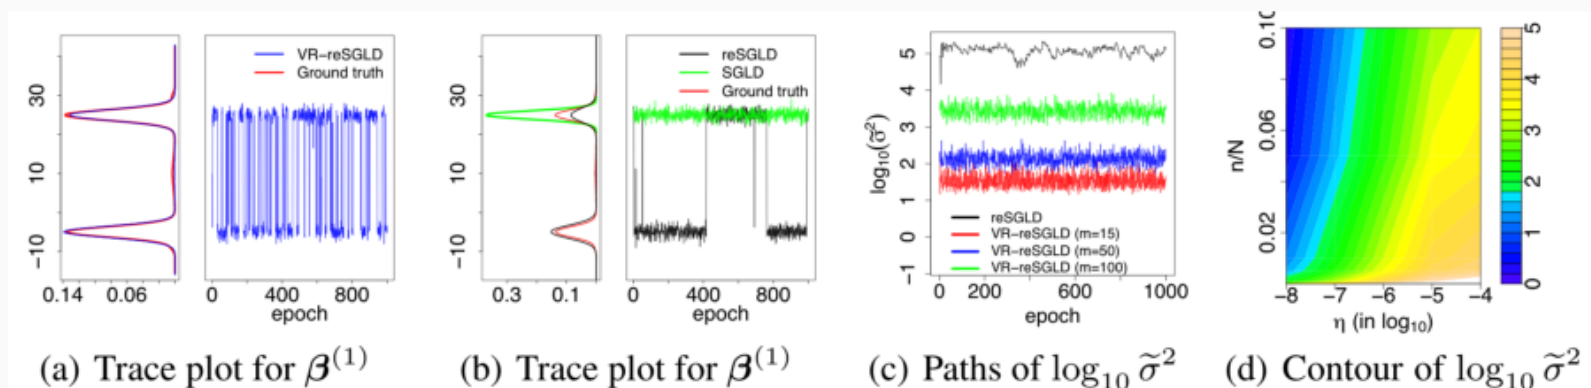 VR−reSGLD
Ground truth
30
10
−10
0.14
0.06
0
400
800
epoch
reSGLD
SGLD
Ground truth
30
10
−10
0.3
0.1
0
400
800
epoch
log₁₀(σ̃²)
5
4
3
2
1
0
−1
reSGLD
VR−reSGLD (m=15)
VR−reSGLD (m=50)
VR−reSGLD (m=100)
0
200
600
1000
epoch
n/N
0.10
0.06
0.02
−8
−7
−6
−5
−4
η (in log₁₀)
5
4
3
2
1
0
(a) Trace plot for β⁽¹⁾
(b) Trace plot for β⁽¹⁾
(c) Paths of log₁₀ σ̃²
(d) Contour of log₁₀ σ̃²